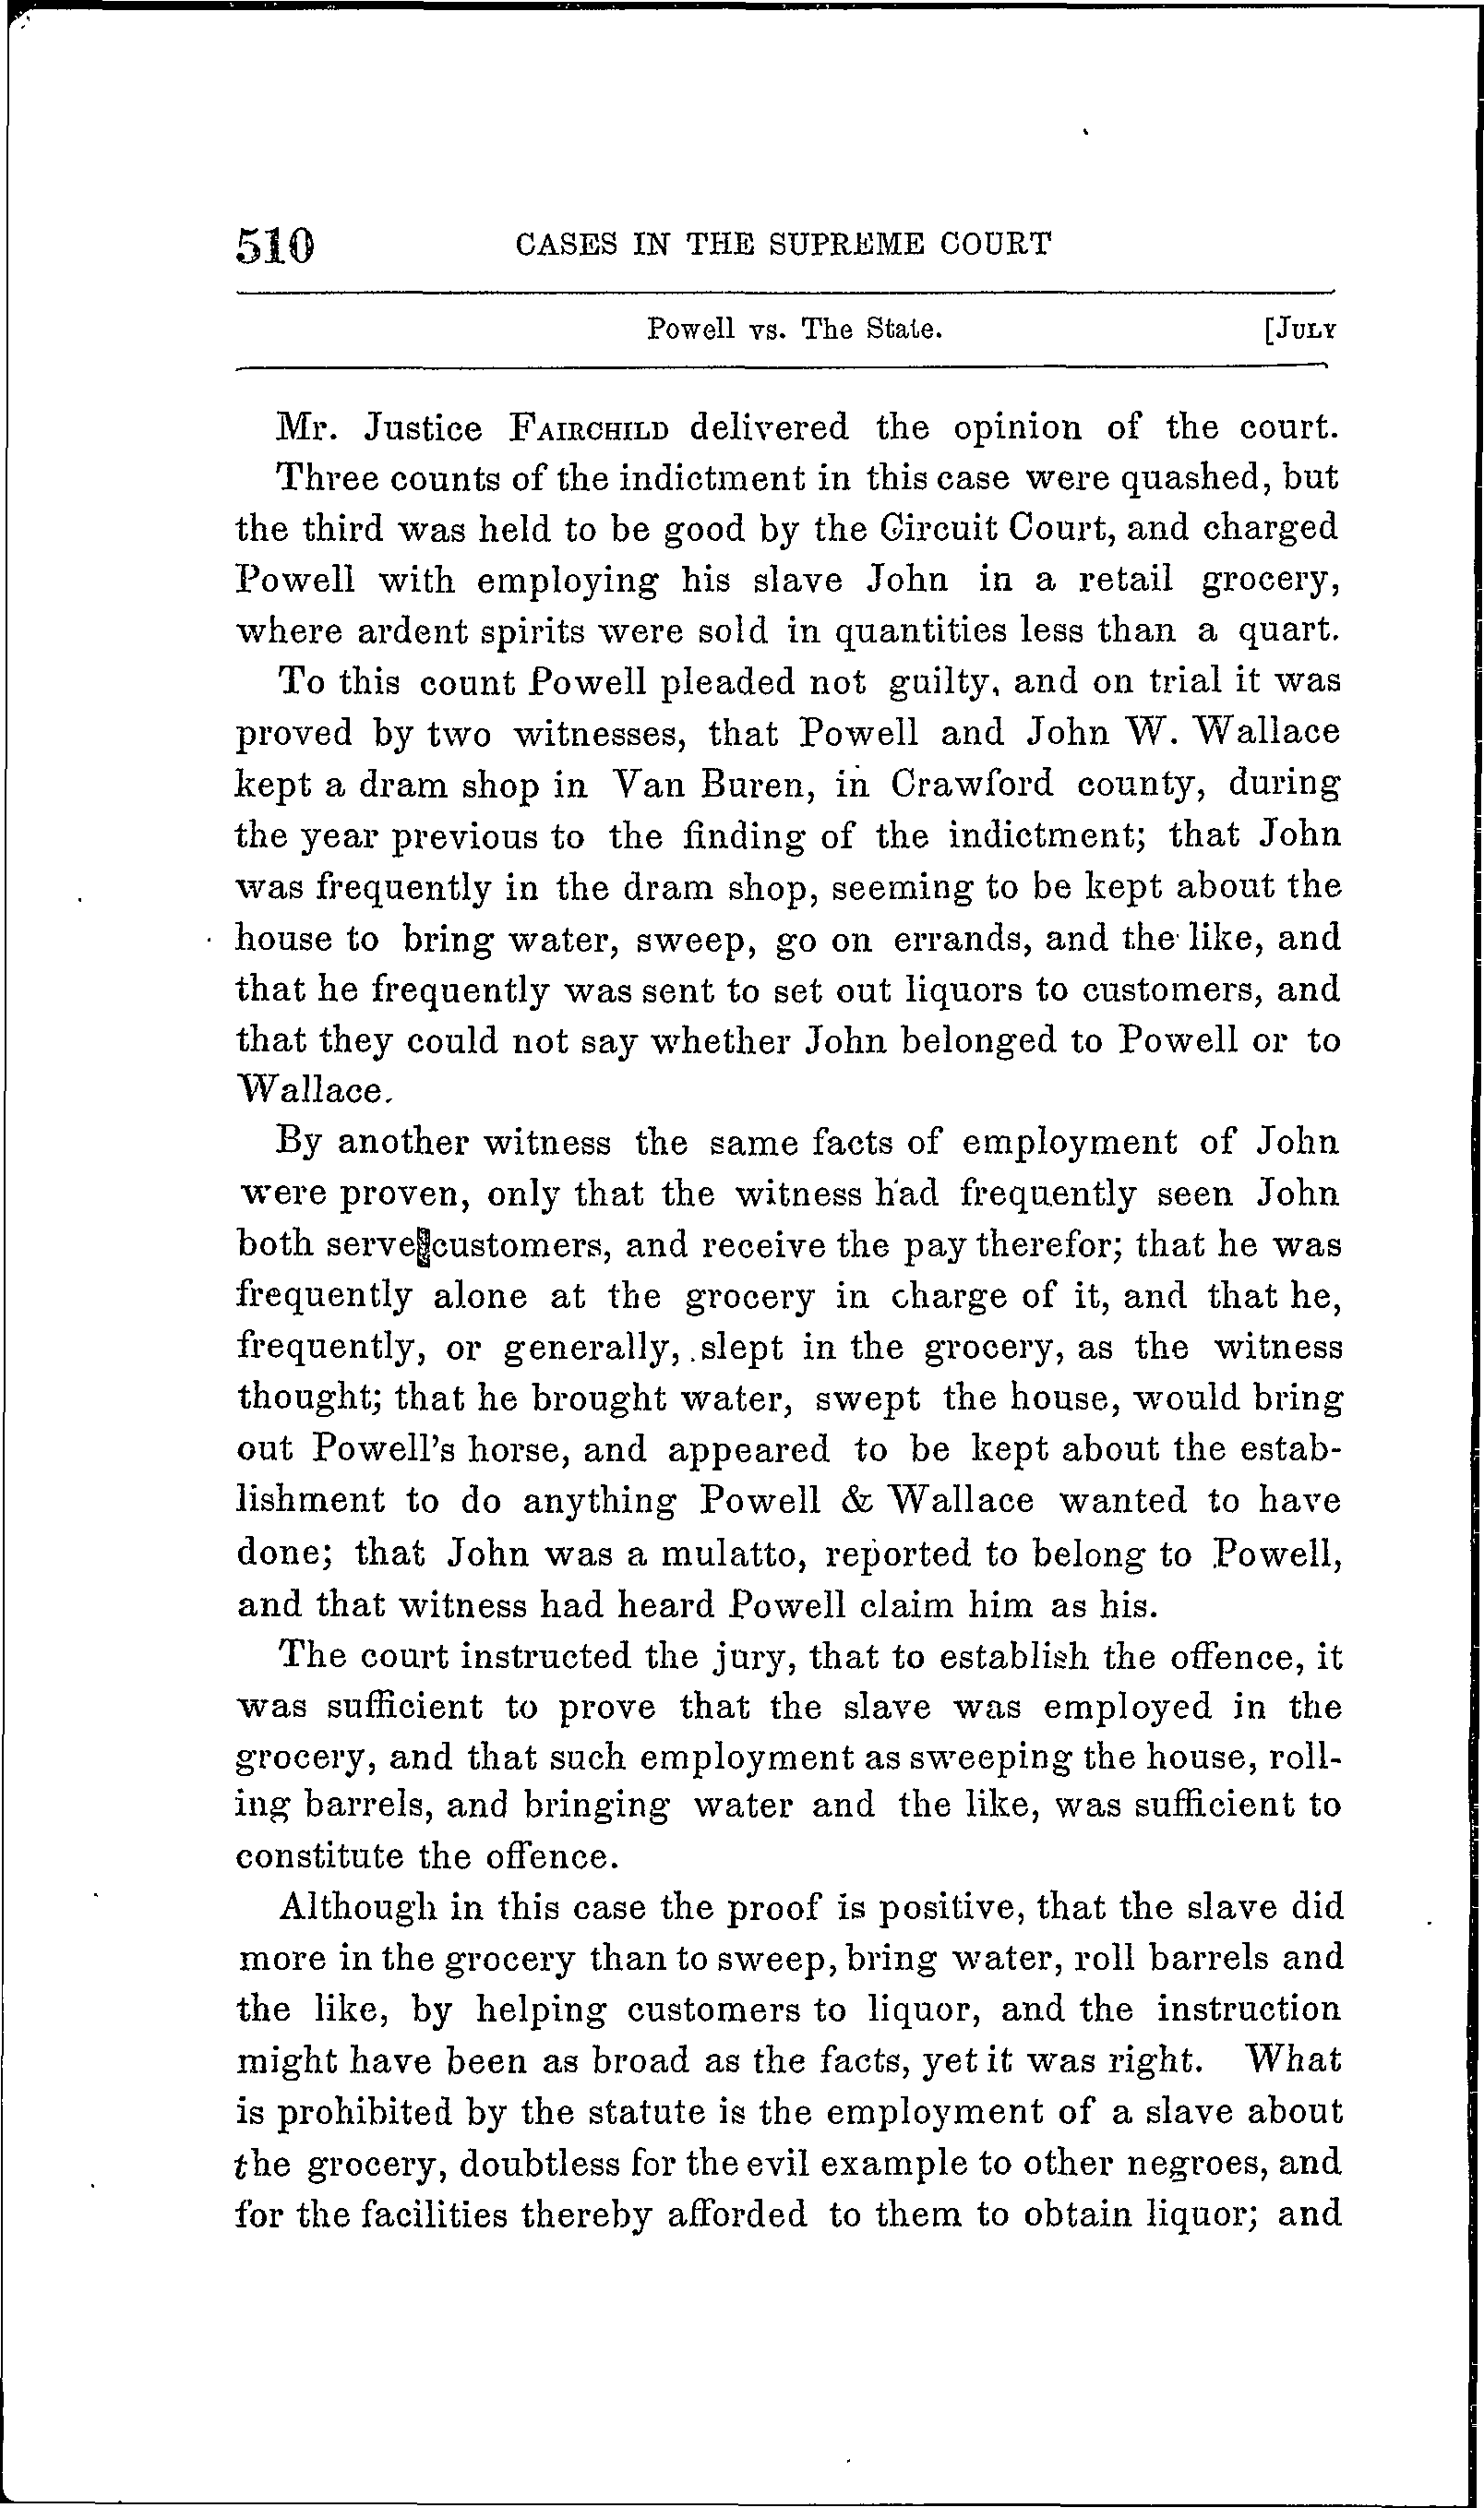 510 CASES IN THE SUPREME COURT
Powell vs. The State. [JULY
Mr. Justice FAIRCHILD delivered the opinion of the court.
Three counts of the indictment in this case were quashed, but
the third was held to be good by the Circuit Court, and charged
Powell with employing his slave John in a retail grocery,
where ardent spirits were sold in quantities less than a quart.
To this count Powell pleaded not guilty, and on trial it was
proved by two witnesses, that Powell and John W. Wallace
kept a dram shop in Van Buren, in Crawford county, during
the year previous to the finding of the indictment; that John
was frequently in the dram shop, seeming to be kept about the
house to bring water, sweep, go on errands, and the like, and
that he frequently was sent to set out liquors to customers, and
that they could not say whether John belonged to Powell or to
Wallace.
By another witness the same facts of employment of John
were proven, only that the witness had frequently seen John
both serve customers, and receive the pay therefor; that he was
frequently alone at the grocery in charge of it, and that he,
frequently, or generally, slept in the grocery, as the witness
thought; that he brought water, swept the house, would bring
out Powell's horse, and appeared to be kept about the estab-
lishment to do anything Powell & Wallace wanted to have
done; that John was a mulatto, reported to belong to Powell,
and that witness had heard Powell claim him as his.
The court instructed the jury, that to establish the offence, it
was sufficient to prove that the slave was employed in the
grocery, and that such employment as sweeping the house, roll-
ing barrels, and bringing water and the like, was sufficient to
constitute the offence.
Although in this case the proof is positive, that the slave did
more in the grocery than to sweep, bring water, roll barrels and
the like, by helping customers to liquor, and the instruction
might have been as broad as the facts, yet it was right. What
is prohibited by the statute is the employment of a slave about
the grocery, doubtless for the evil example to other negroes, and
for the facilities thereby afforded to them to obtain liquor; and